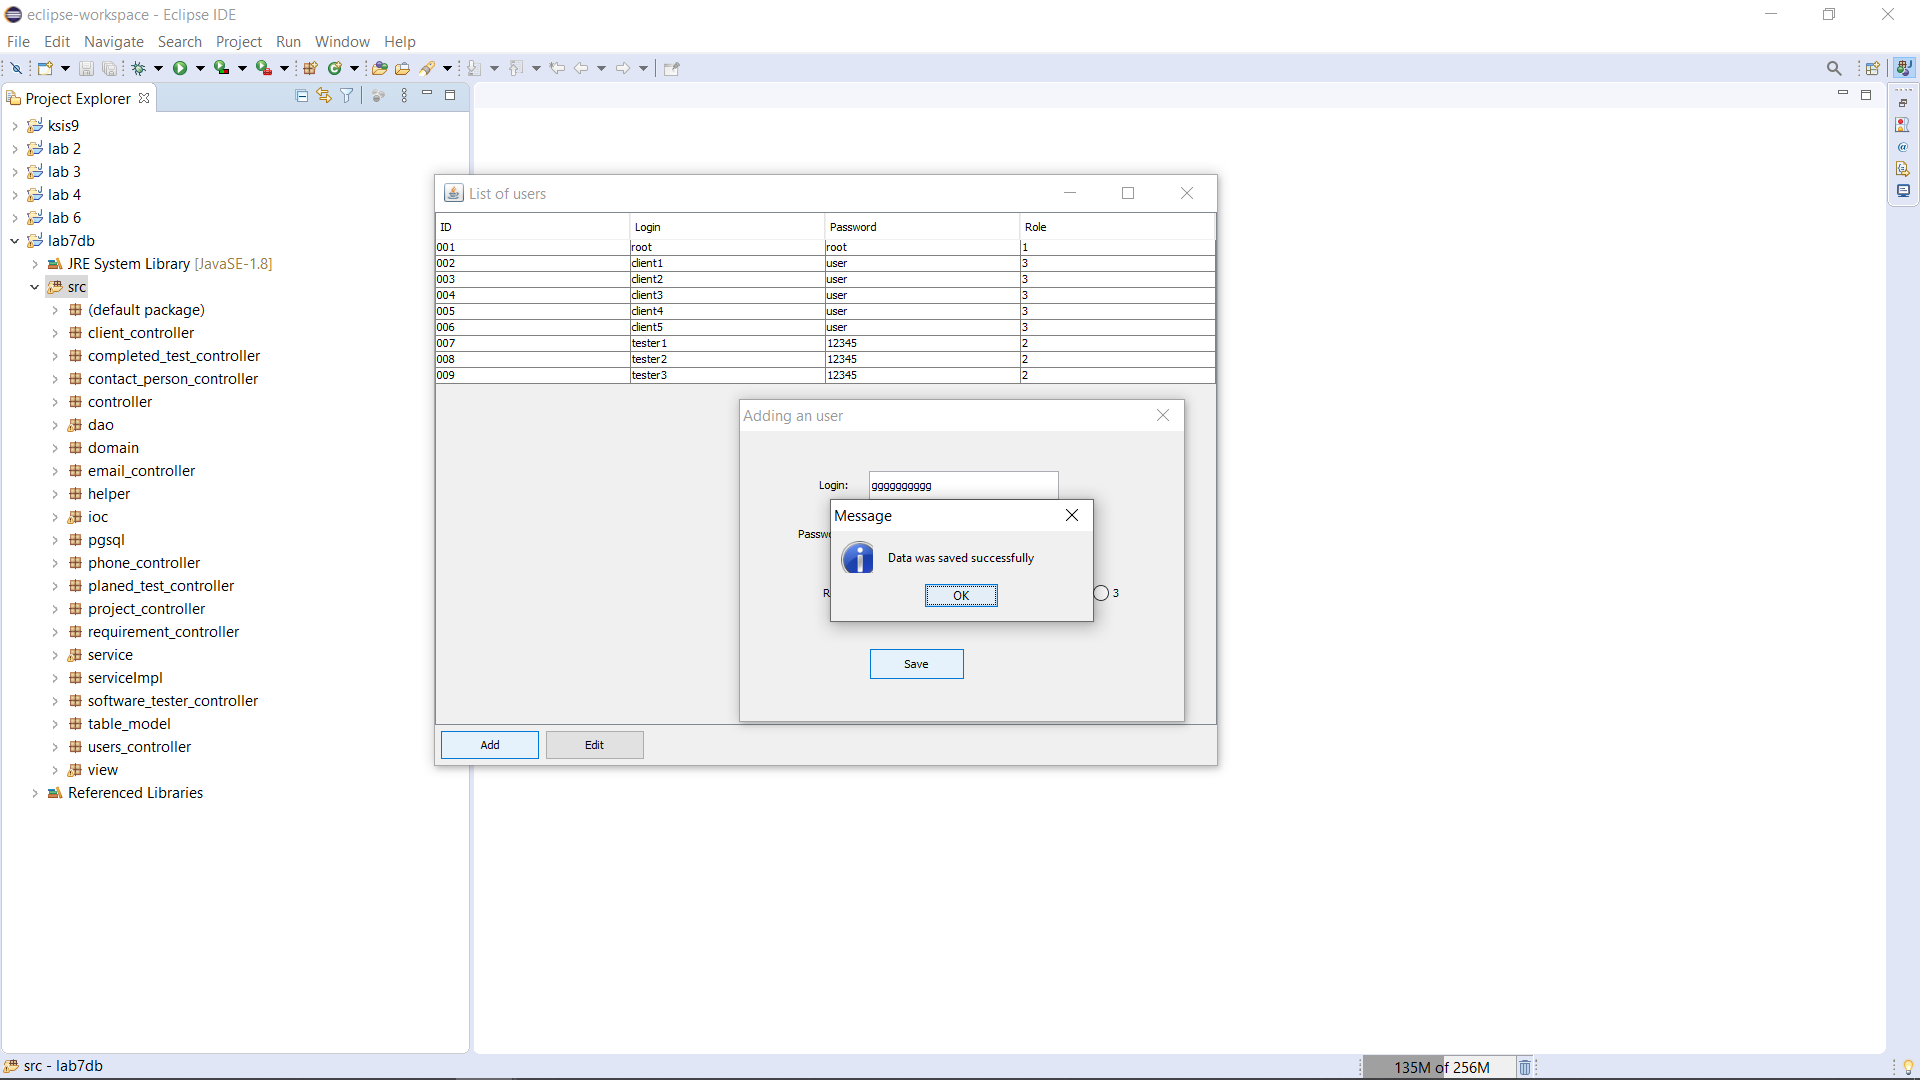 eclipse-workspace - Eclipse IDE
File Edit Navigate Search Project Run Window Help
Project Explorer
ksis9
lab 2
lab 3
lab 4
lab 6
lab7db
JRE System Library [JavaSE-1.8]
src
(default package)
client_controller
completed_test_controller
contact_person_controller
controller
dao
domain
email_controller
helper
ioc
pgsql
phone_controller
planed_test_controller
project_controller
requirement_controller
service
serviceImpl
software_tester_controller
table_model
users_controller
view
Referenced Libraries
List of users
ID Login Password Role
001 root root 1
002 client1 user 3
003 client2 user 3
004 client3 user 3
005 client4 user 3
006 client5 user 3
007 tester1 12345 2
008 tester2 12345 2
009 tester3 12345 2
Adding an user
Login: gggggggggg
Message
Data was saved successfully
OK
3
Save
Add Edit
src - lab7db
135M of 256M